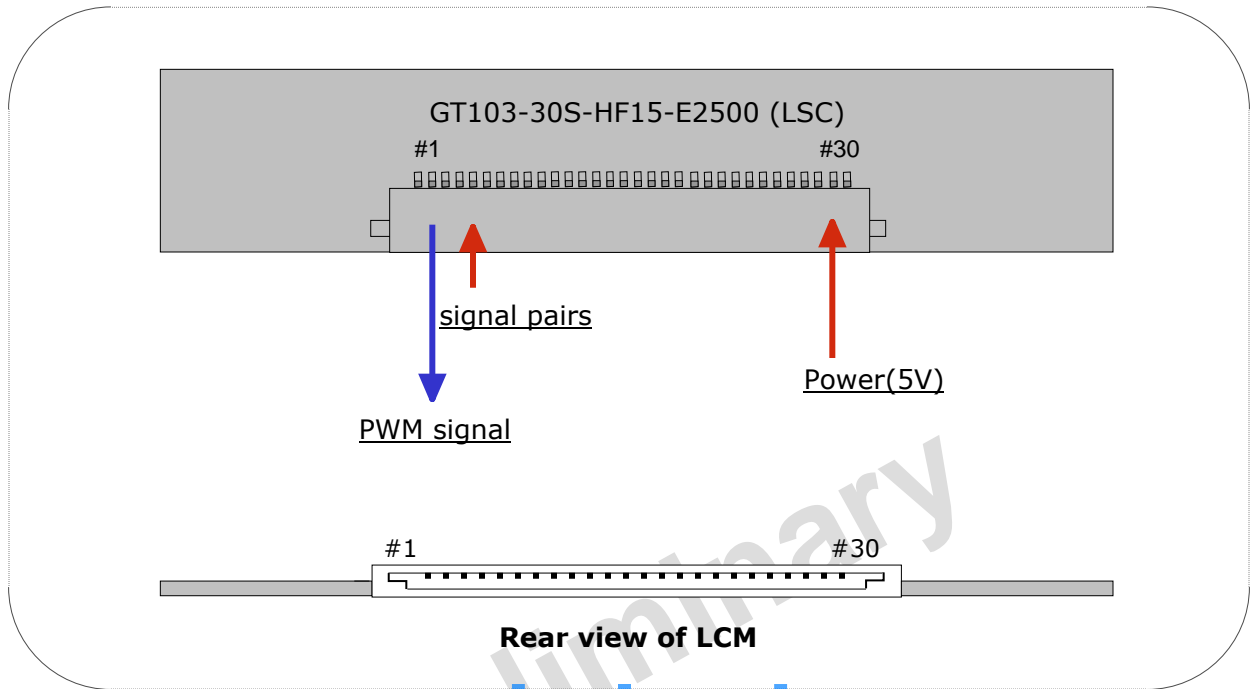 GT103-30S-HF15-E2500 (LSC)
#1 #30
signal pairs
Power(5V)
PWM signal
#1 #30
liminary
Rear view of LCM